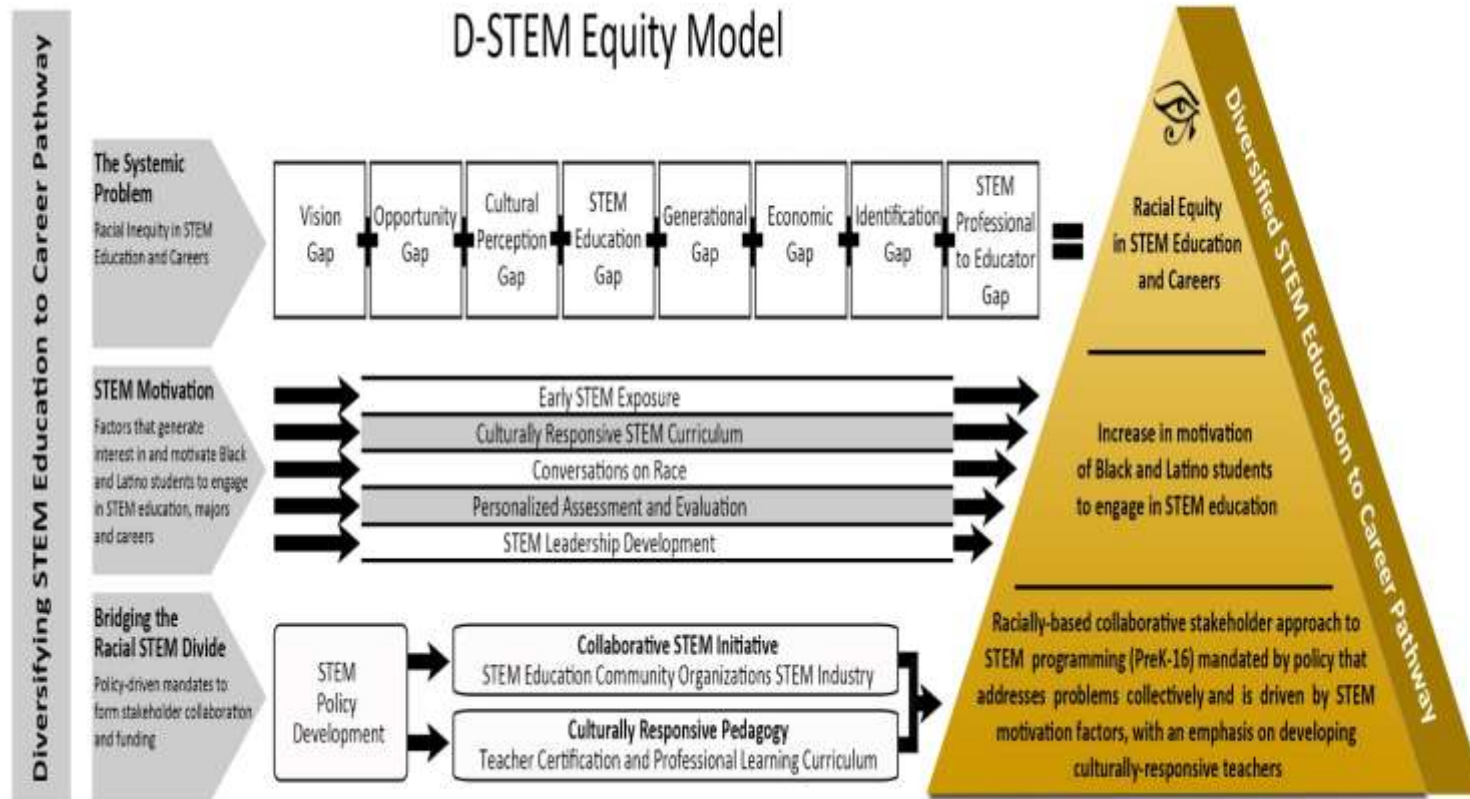 D-STEM Equity Model
Diversifying STEM Education to Career Pathway
The Systemic
Problem
Racial Inequity in STEM
Education and Careers
Vision
Gap
Opportunity
Gap
Cultural
Perception
Gap
STEM
Education
Gap
Generational
Gap
Economic
Gap
Identification
Gap
STEM
Professional
to Educator
Gap
STEM Motivation
Factors that generate
interest in and motivate Black
and Latino students to engage
in STEM education, majors
and careers
Early STEM Exposure
Culturally Responsive STEM Curriculum
Conversations on Race
Personalized Assessment and Evaluation
STEM Leadership Development
Bridging the
Racial STEM Divide
Policy-driven mandates to
form stakeholder collaboration
and funding
STEM
Policy
Development
Collaborative STEM Initiative
STEM Education Community Organizations STEM Industry
Culturally Responsive Pedagogy
Teacher Certification and Professional Learning Curriculum
Racial Equity
in STEM Education
and Careers
Increase in motivation
of Black and Latino students
to engage in STEM education
Racially-based collaborative stakeholder approach to
STEM programming (PreK-16) mandated by policy that
addresses problems collectively and is driven by STEM
motivation factors, with an emphasis on developing
culturally-responsive teachers
Diversified STEM Education to Career Pathway